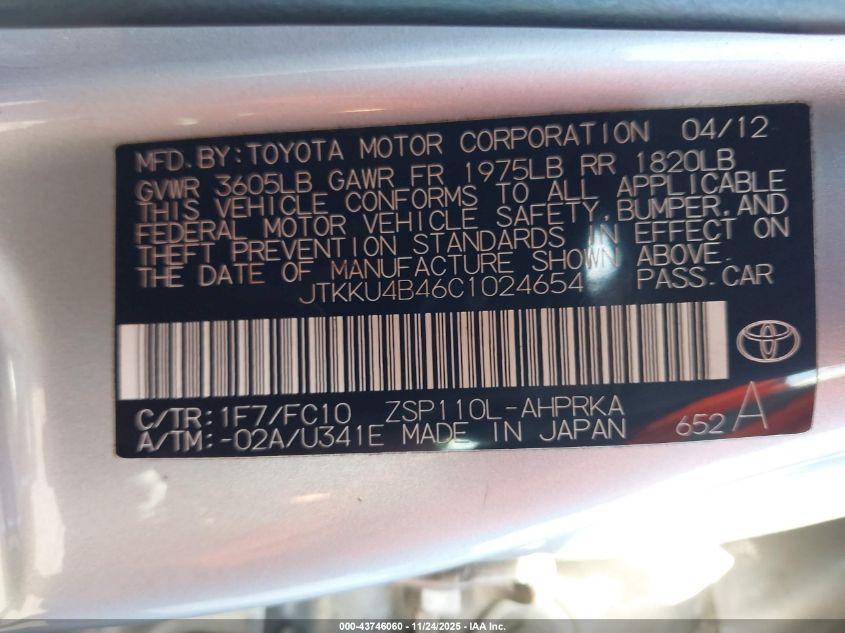 MFD. BY: TOYOTA MOTOR CORPORATION 04/12
GVWR 3605LB GAWR FR 1975LB RR 1820LB
THIS VEHICLE CONFORMS TO ALL APPLICABLE
FEDERAL MOTOR VEHICLE SAFETY, BUMPER, AND
THEFT PREVENTION STANDARDS IN EFFECT ON
THE DATE OF MANUFACTURE SHOWN ABOVE.
JTKKU4B46C1024654 PASS.CAR
C/TR: 1F7/FC10 ZSP110L-AHPRKA
A/TM: -02A/U341E MADE IN JAPAN 652 A
000-43746060 - 11/24/2025 - IAA Inc.